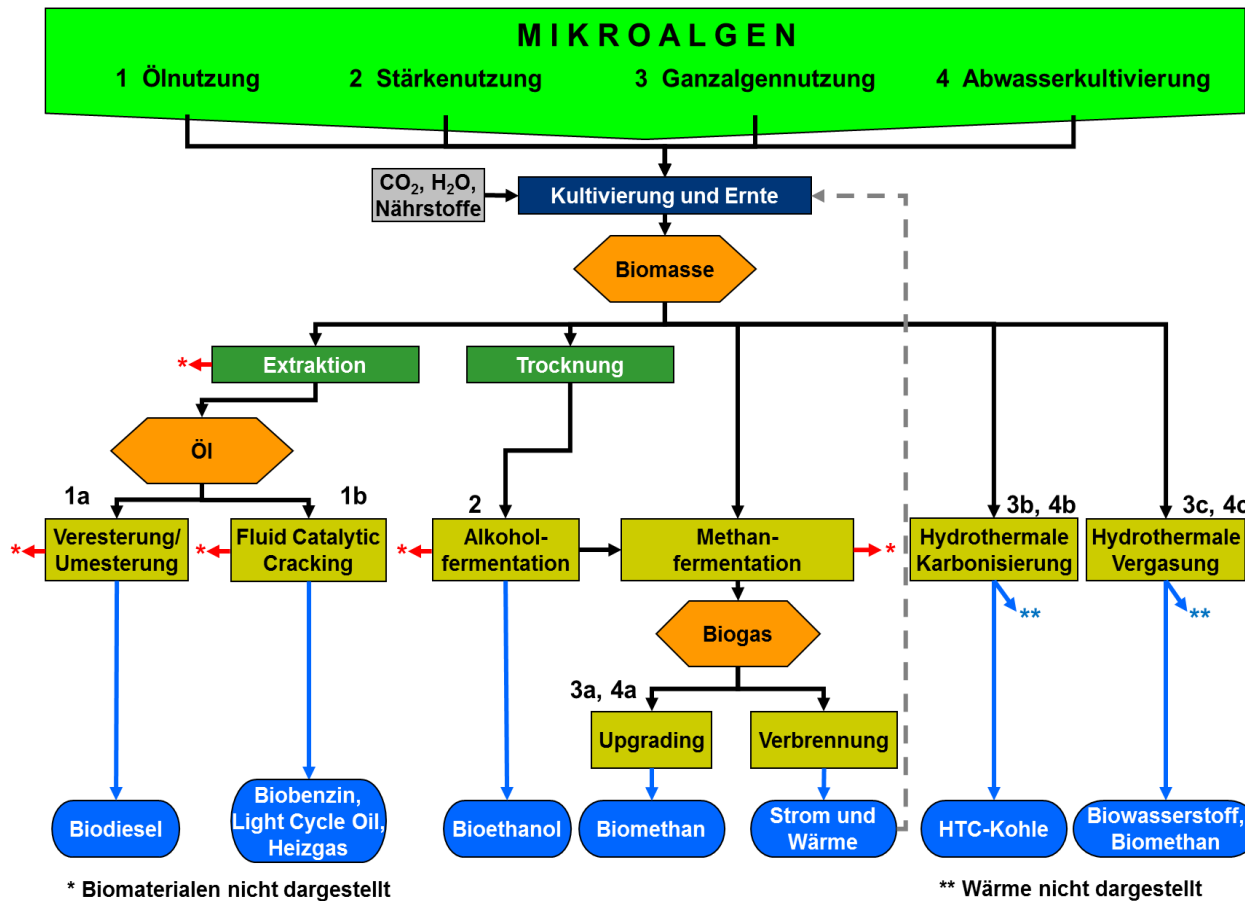 MIKROALGEN
1 Ölnutzung
2 Stärkenutzung
3 Ganzalgennutzung
4 Abwasserkultivierung
CO₂, H₂O,
Nährstoffe
Kultivierung und Ernte
Biomasse
*
Extraktion
Trocknung
Öl
1a
1b
2
3b, 4b
3c, 4c
*
Veresterung/
Umesterung
*
Fluid Catalytic
Cracking
*
Alkohol-
fermentation
Methan-
fermentation
*
Hydrothermale
Karbonisierung
Hydrothermale
Vergasung
**
**
Biogas
3a, 4a
Upgrading
Verbrennung
Biodiesel
Biobenzin,
Light Cycle Oil,
Heizgas
Bioethanol
Biomethan
Strom und
Wärme
HTC-Kohle
Biowasserstoff,
Biomethan
* Biomaterialen nicht dargestellt
** Wärme nicht dargestellt